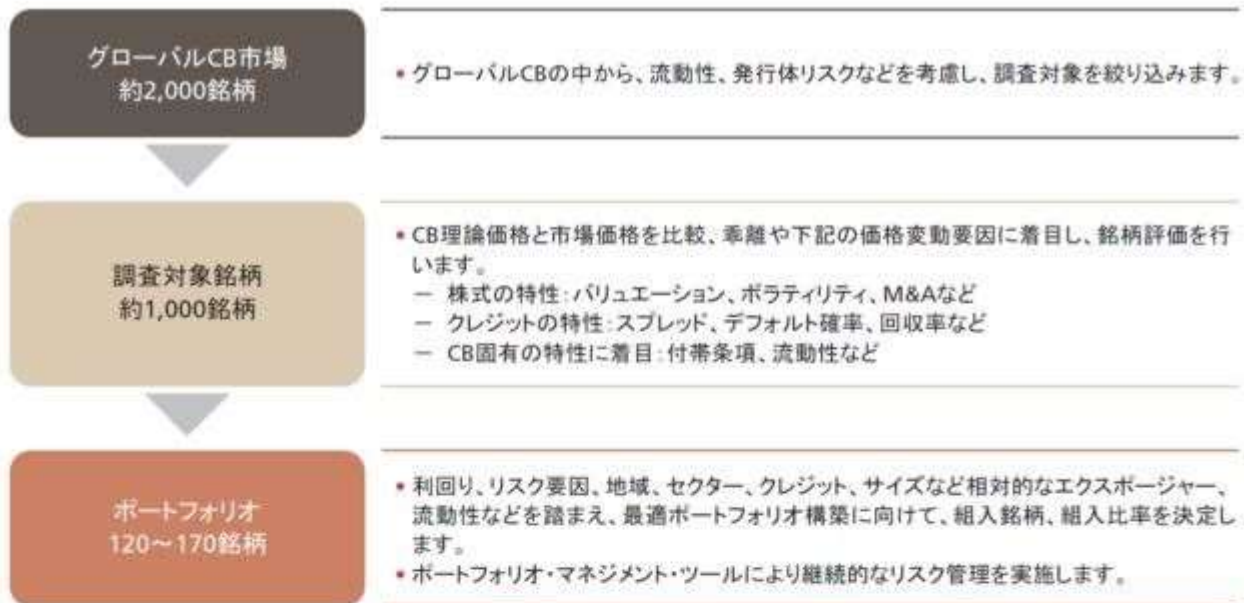 グローバルCB市場
約2,000銘柄
• グローバルCBの中から、流動性、発行体リスクなどを考慮し、調査対象を絞り込みます。
調査対象銘柄
約1,000銘柄
• CB理論価格と市場価格を比較、乖離や下記の価格変動要因に着目し、銘柄評価を行
います。
― 株式の特性：バリュエーション、ボラティリティ、M&Aなど
― クレジットの特性：スプレッド、デフォルト確率、回収率など
― CB固有の特性に着目：付帯条項、流動性など
ポートフォリオ
120～170銘柄
• 利回り、リスク要因、地域、セクター、クレジット、サイズなど相対的なエクスポージャー、
流動性などを踏まえ、最適ポートフォリオ構築に向けて、組入銘柄、組入比率を決定し
ます。
• ポートフォリオ・マネジメント・ツールにより継続的なリスク管理を実施します。